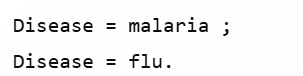 Disease = malaria ;
Disease = flu.